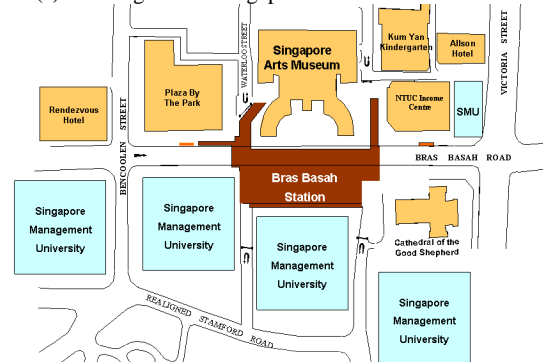 WATERLOO STREET
Kum Yan
Kindergarten
Allson
Hotel
VICTORIA STREET
Singapore
Arts Museum
Plaza By
The Park
NTUC Income
Centre
SMU
Rendezvous
Hotel
BENCOOLEN STREET
BRAS BASAH ROAD
Bras Basah
Station
Singapore
Management
University
Singapore
Management
University
Singapore
Management
University
Cathedral of the
Good Shepherd
REALIGNED STAMFORD ROAD
Singapore
Management
University